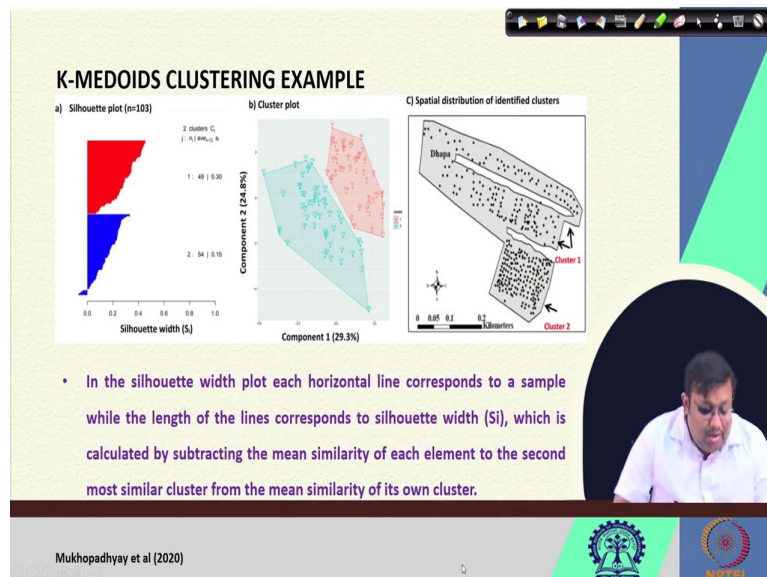 K-MEDOIDS CLUSTERING EXAMPLE
a) Silhouette plot (n=103)
2 clusters Cj
j : nj | avei∈Cj si
1 : 49 | 0.30
2 : 54 | 0.15
0.0 0.2 0.4 0.6 0.8 1.0
Silhouette width (Si)
b) Cluster plot
Component 2 (24.8%)
Component 1 (29.3%)
cluster
C) Spatial distribution of identified clusters
Dhapa
Cluster 1
Cluster 2
0 0.05 0.1 0.2
Kilometers
• In the silhouette width plot each horizontal line corresponds to a sample
while the length of the lines corresponds to silhouette width (Si), which is
calculated by subtracting the mean similarity of each element to the second
most similar cluster from the mean similarity of its own cluster.
Mukhopadhyay et al (2020)
NPTEL